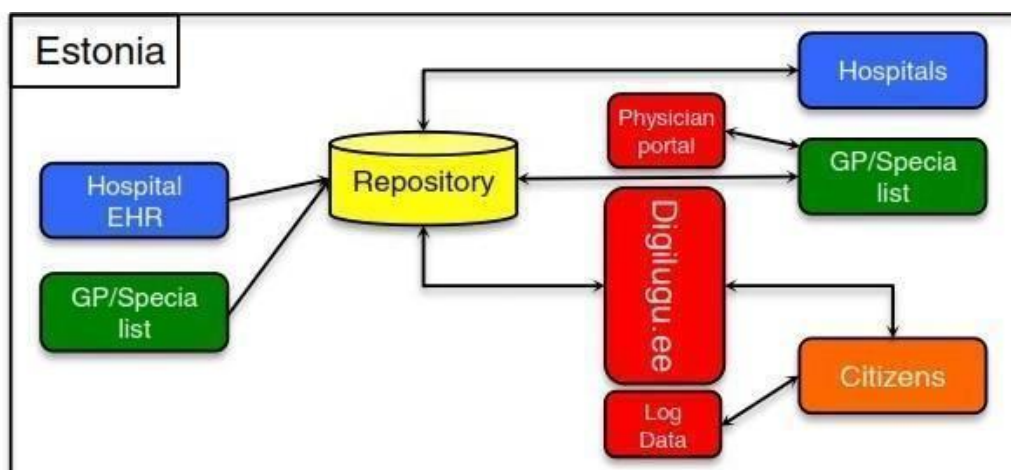 Estonia
Hospitals
Physician
portal
GP/Specia
list
Repository
Hospital
EHR
Digilugu.ee
GP/Specia
list
Citizens
Log
Data